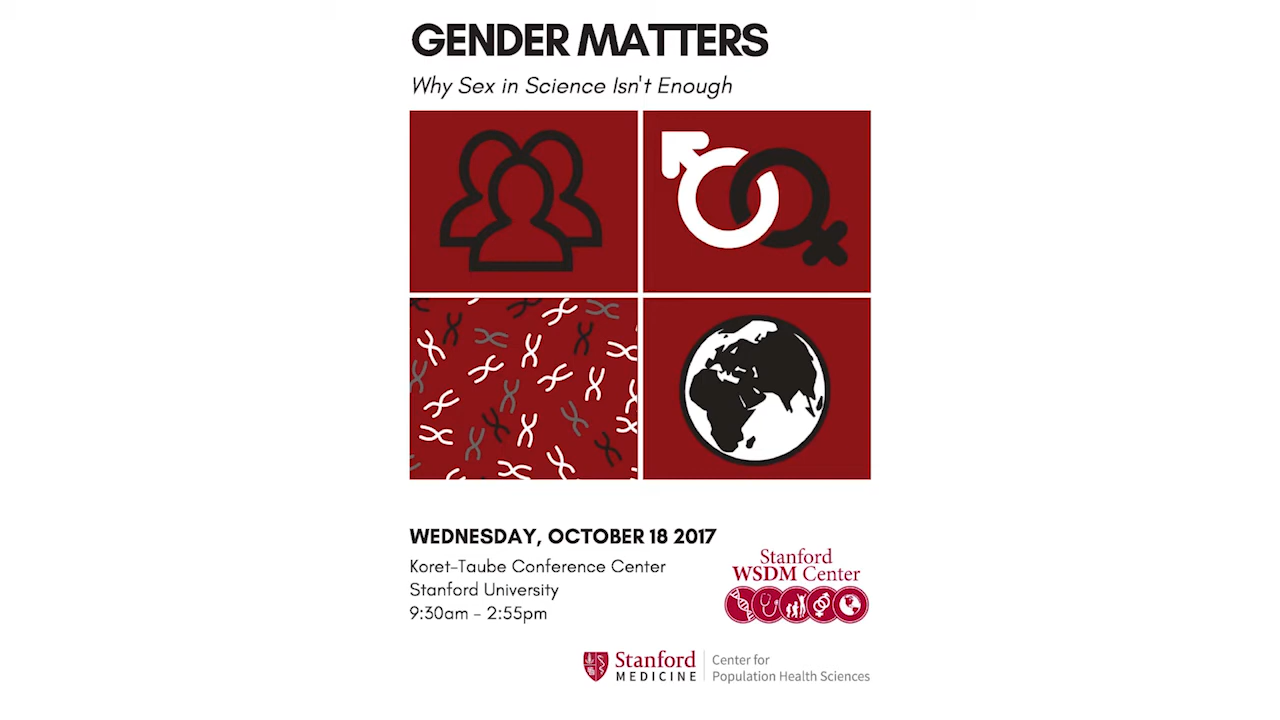 GENDER MATTERS
Why Sex in Science Isn't Enough
WEDNESDAY, OCTOBER 18 2017
Koret-Taube Conference Center
Stanford University
9:30am - 2:55pm
Stanford
WSDM Center
Stanford
MEDICINE
Center for
Population Health Sciences